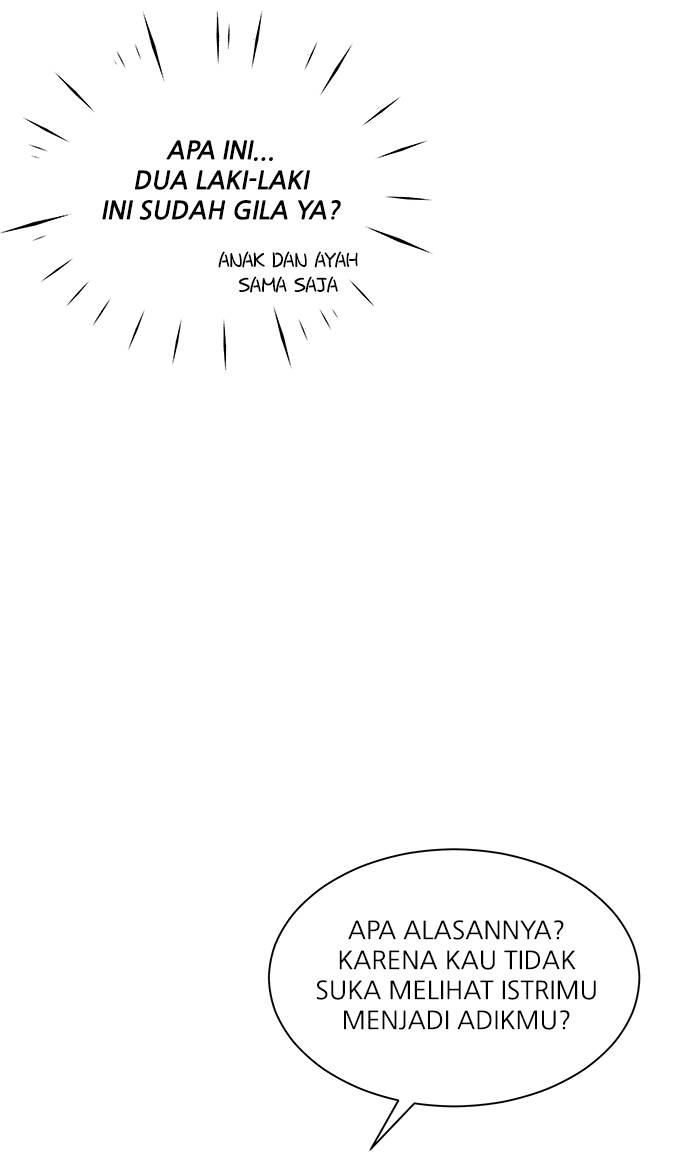 APA INI...
DUA LAKI-LAKI
INI SUDAH GILA YA?
ANAK DAN AYAH
SAMA SAJA
APA ALASANNYA?
KARENA KAU TIDAK
SUKA MELIHAT ISTRIMU
MENJADI ADIKMU?